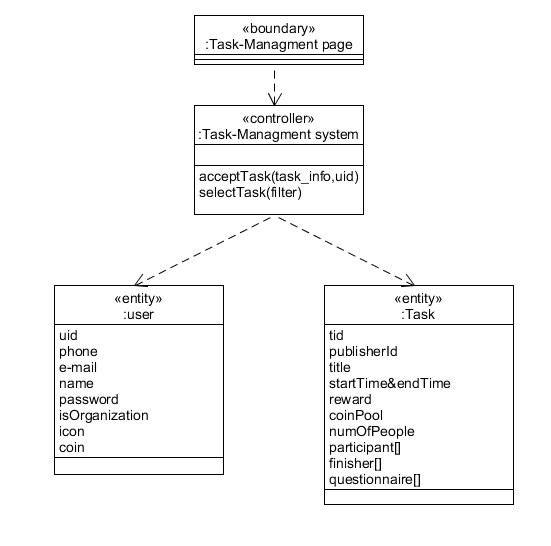 «boundary»
:Task-Managment page
«controller»
:Task-Managment system
acceptTask(task_info,uid)
selectTask(filter)
«entity»
:user
uid
phone
e-mail
name
password
isOrganization
icon
coin
«entity»
:Task
tid
publisherId
title
startTime&endTime
reward
coinPool
numOfPeople
participant[]
finisher[]
questionnaire[]